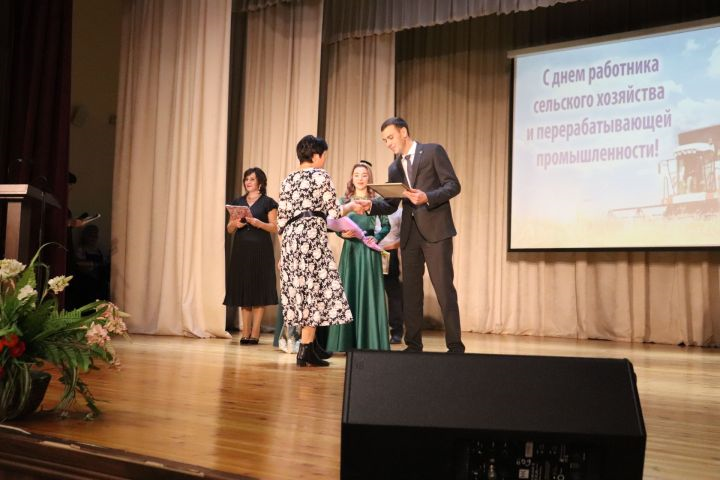 С днем работника
сельского хозяйства
и перерабатывающей
промышленности!